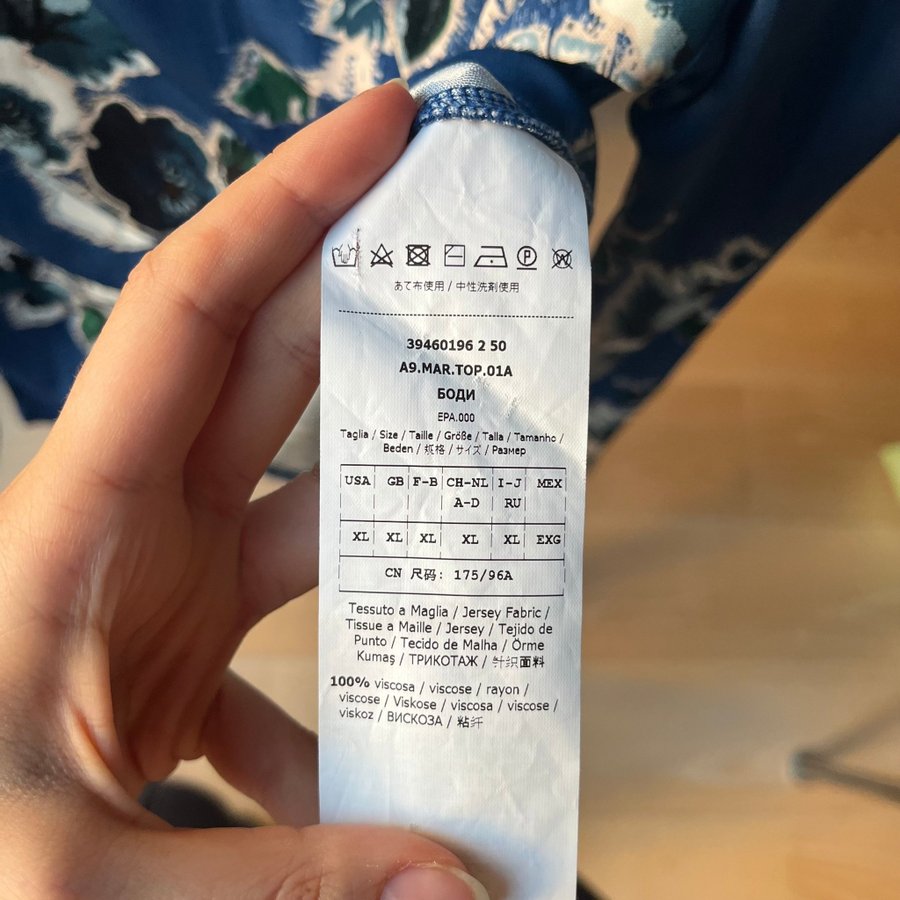 あて布使用 / 中性洗剤使用
39460196 2 50
A9.MAR.TOP.01A
БОДИ
EPA.000
Taglia / Size / Taille / Größe / Talla / Tamanho /
Beden / 规格 / サイズ / Размер
USA GB F-B CH-NL I-J MEX
A-D RU
XL XL XL XL XL EXG
CN 尺码: 175/96A
Tessuto a Maglia / Jersey Fabric /
Tissue a Maille / Jersey / Tejido de
Punto / Tecido de Malha / Örme
Kumaş / ТРИКОТАЖ / 针织面料
100% viscosa / viscose / rayon /
viscose / Viskose / viscosa / viscose /
viskoz / ВИСКОЗА / 粘纤